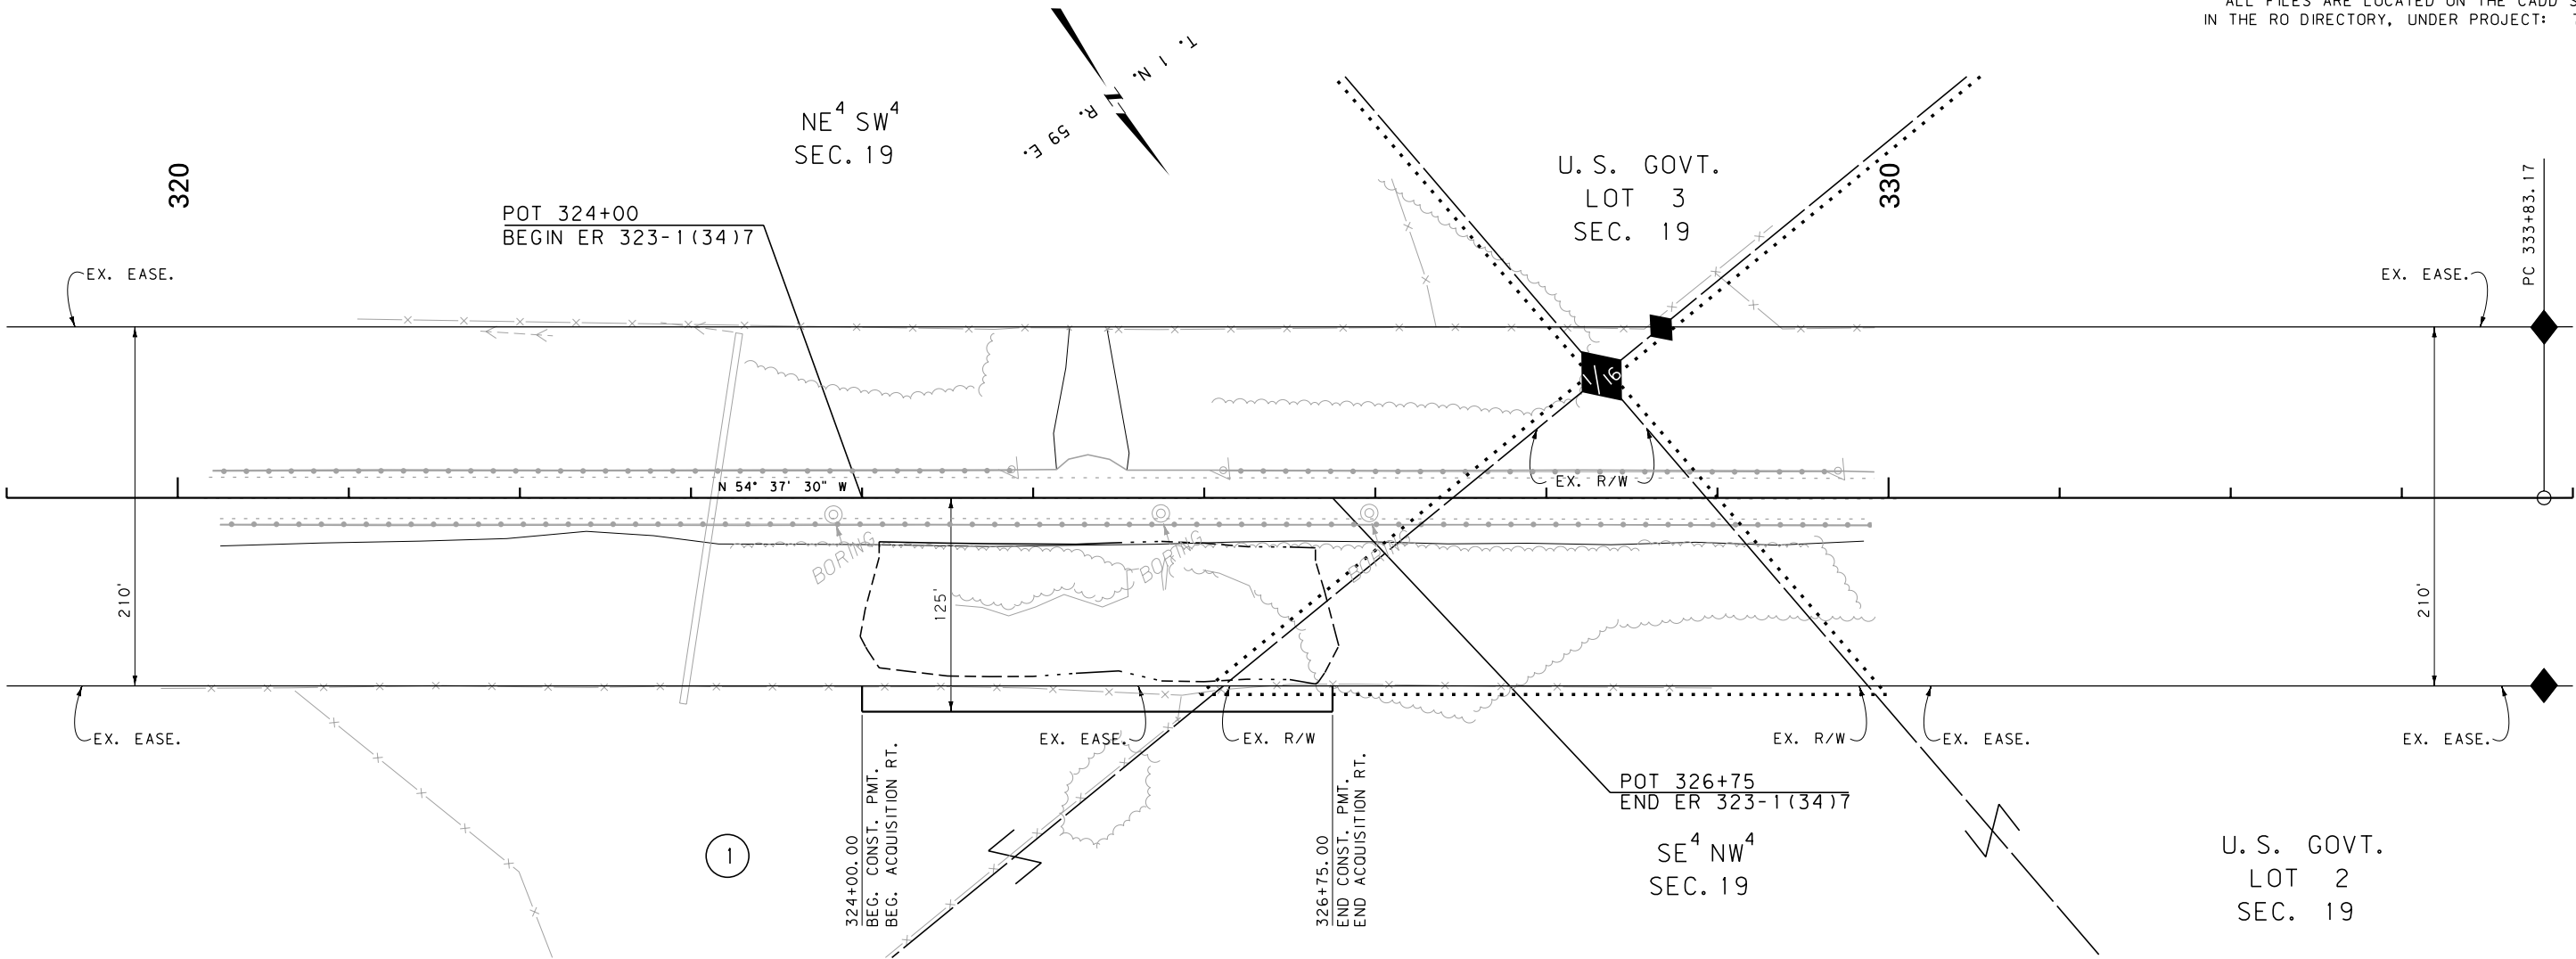 ALL FILES ARE LOCATED ON THE CADD
IN THE RO DIRECTORY, UNDER PROJECT:
T. 1 N.
R. 59 E.
NE⁴ SW⁴
SEC. 19
320
POT 324+00
BEGIN ER 323-1(34)7
U.S. GOVT.
LOT 3
SEC. 19
330
PC 333+83.17
EX. EASE.
EX. EASE.
1/16
EX. R/W
N 54° 37' 30" W
BORING
BORING
210'
125'
210'
EX. EASE.
EX. EASE.
EX. R/W
EX. R/W
EX. EASE.
EX. EASE.
324+00.00
BEG. CONST. PMT.
BEG. ACQUISITION RT.
326+75.00
END CONST. PMT.
END ACQUISITION RT.
POT 326+75
END ER 323-1(34)7
1
SE⁴ NW⁴
SEC. 19
U.S. GOVT.
LOT 2
SEC. 19